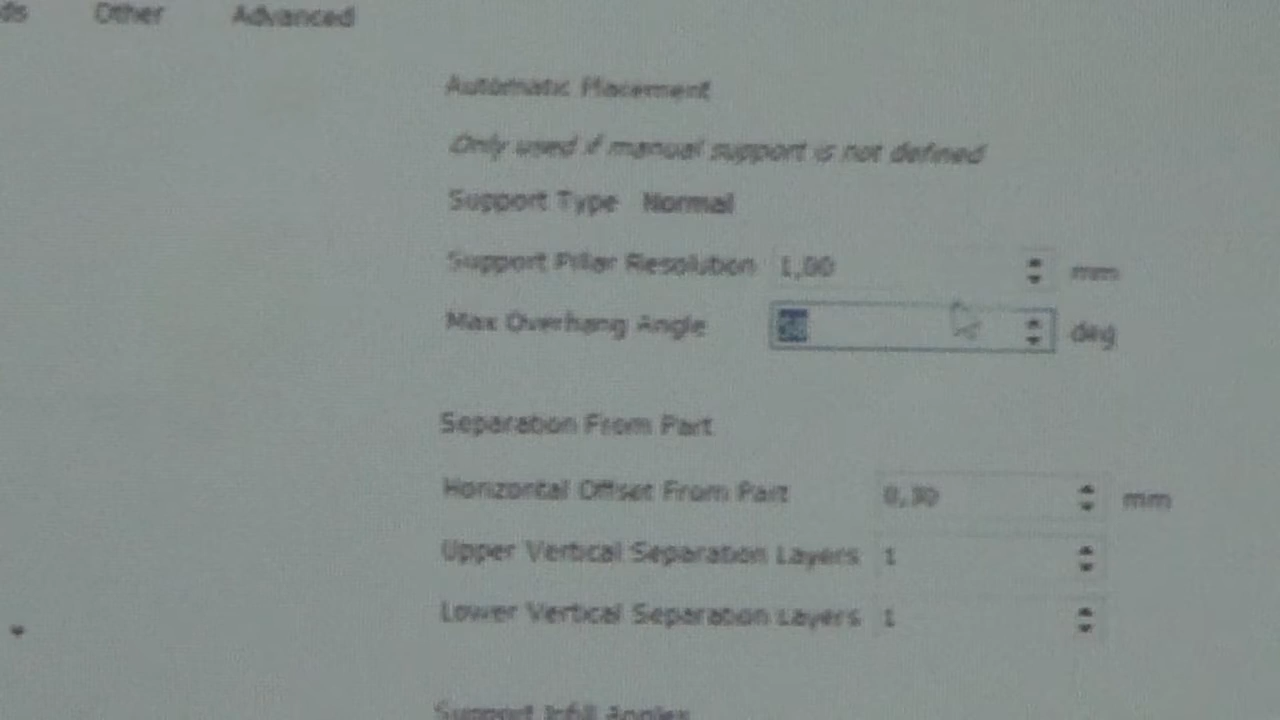 Other Advanced
Automatic Placement
Only used if manual support is not defined
Support Type Normal
Support Pillar Resolution 1,00 mm
Max Overhang Angle deg
Separation From Part
Horizontal Offset From Part 0,30 mm
Upper Vertical Separation Layers 1
Lower Vertical Separation Layers 1
Support Infill Angles